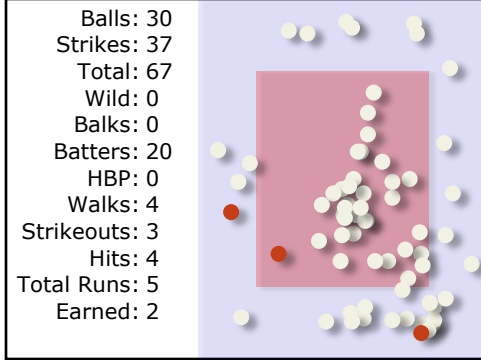 Balls: 30
Strikes: 37
Total: 67
Wild: 0
Balks: 0
Batters: 20
HBP: 0
Walks: 4
Strikeouts: 3
Hits: 4
Total Runs: 5
Earned: 2